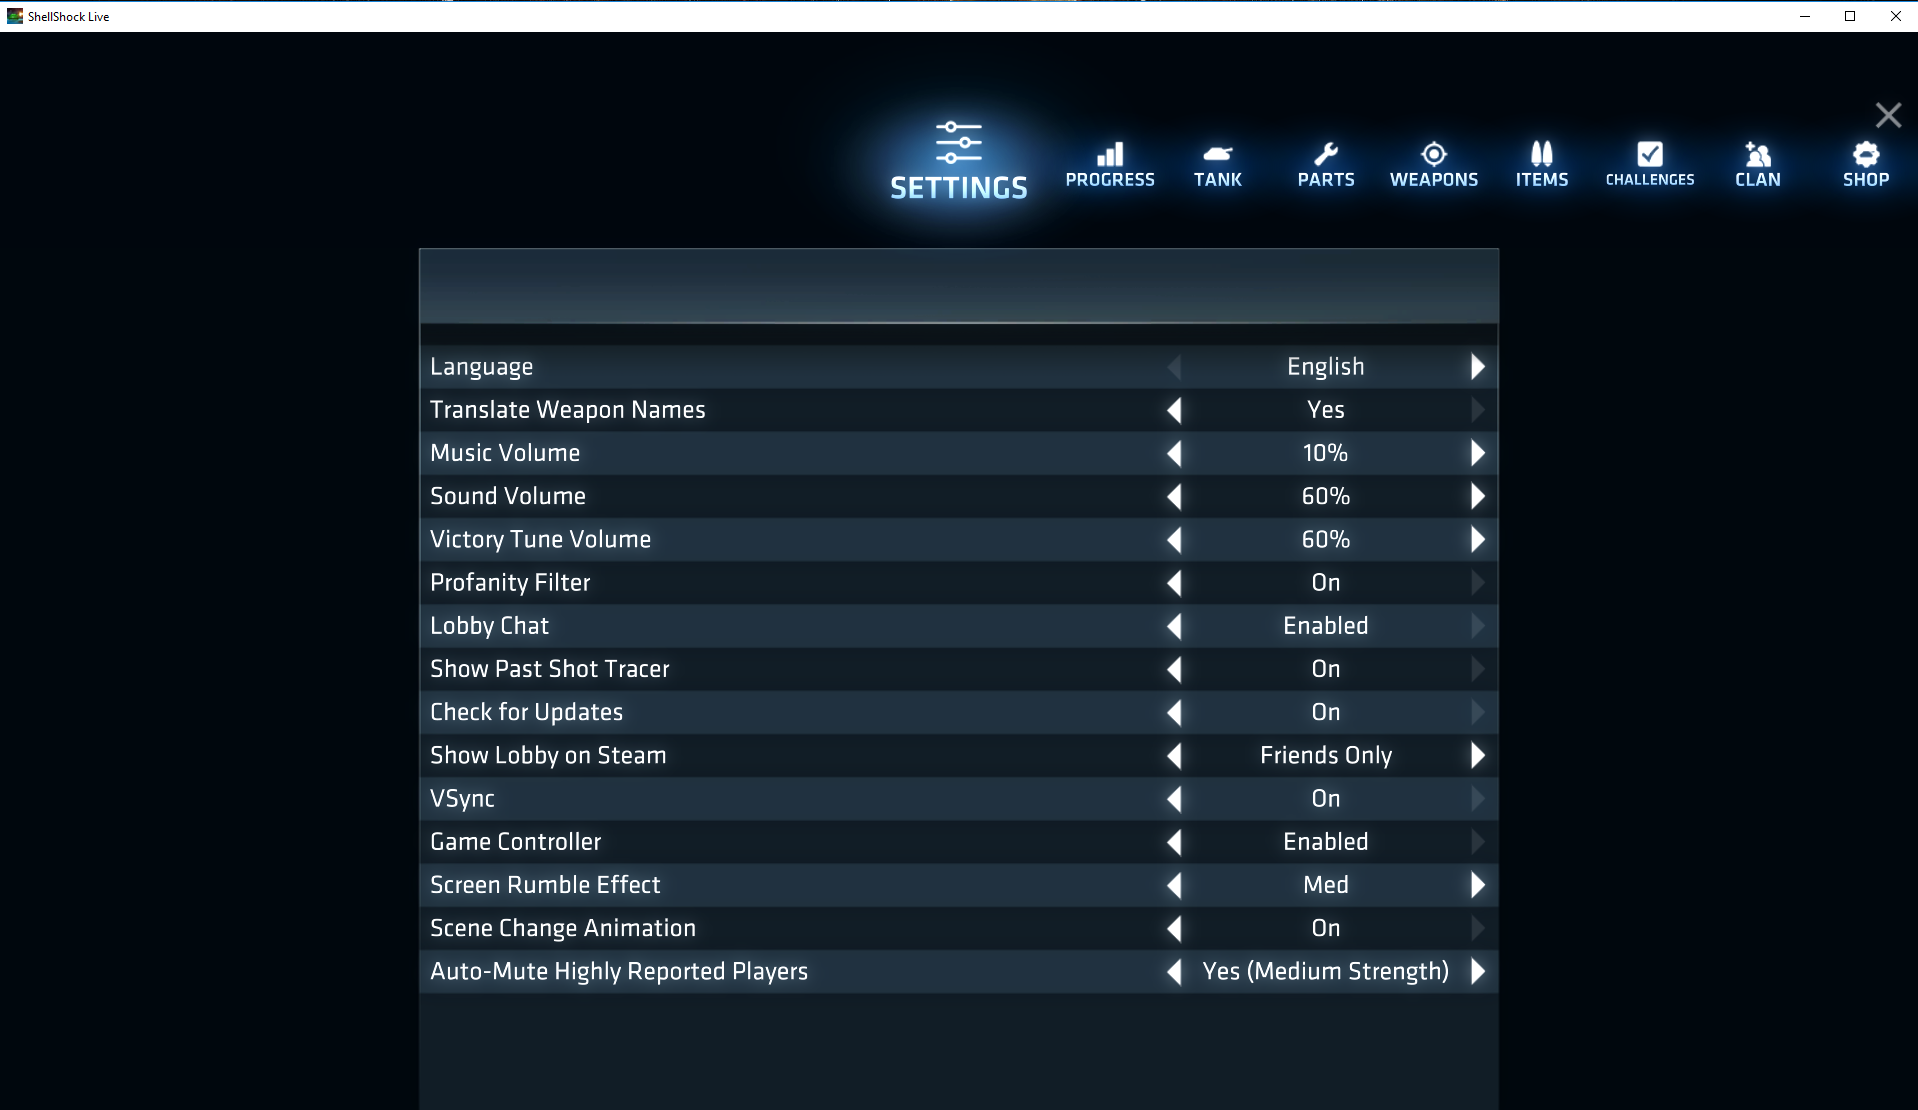 ShellShock Live
SETTINGS
PROGRESS
TANK
PARTS
WEAPONS
ITEMS
CHALLENGES
CLAN
SHOP
Language English
Translate Weapon Names Yes
Music Volume 10%
Sound Volume 60%
Victory Tune Volume 60%
Profanity Filter On
Lobby Chat Enabled
Show Past Shot Tracer On
Check for Updates On
Show Lobby on Steam Friends Only
VSync On
Game Controller Enabled
Screen Rumble Effect Med
Scene Change Animation On
Auto-Mute Highly Reported Players Yes (Medium Strength)